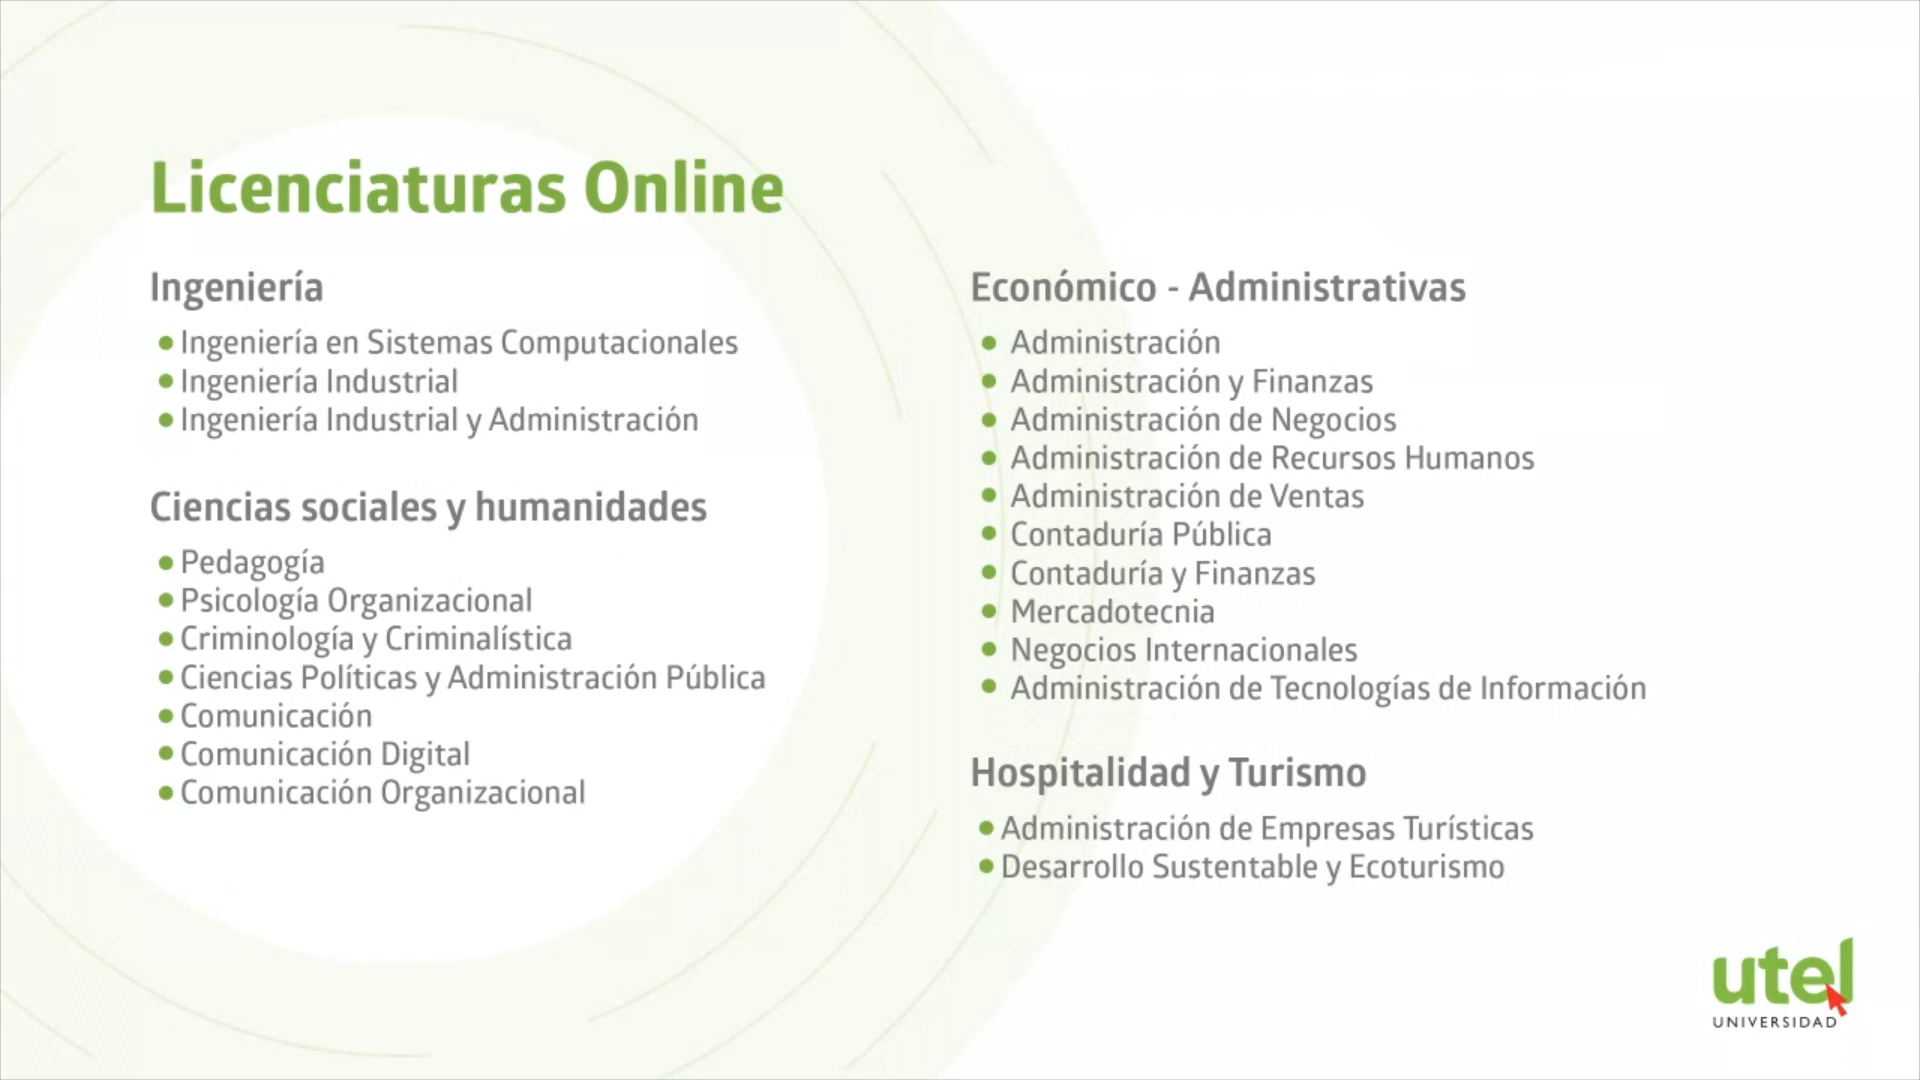 Licenciaturas Online
Ingeniería
Ingeniería en Sistemas Computacionales
Ingeniería Industrial
Ingeniería Industrial y Administración
Ciencias sociales y humanidades
Pedagogía
Psicología Organizacional
Criminología y Criminalística
Ciencias Políticas y Administración Pública
Comunicación
Comunicación Digital
Comunicación Organizacional
Económico - Administrativas
Administración
Administración y Finanzas
Administración de Negocios
Administración de Recursos Humanos
Administración de Ventas
Contaduría Pública
Contaduría y Finanzas
Mercadotecnia
Negocios Internacionales
Administración de Tecnologías de Información
Hospitalidad y Turismo
Administración de Empresas Turísticas
Desarrollo Sustentable y Ecoturismo
utel
UNIVERSIDAD